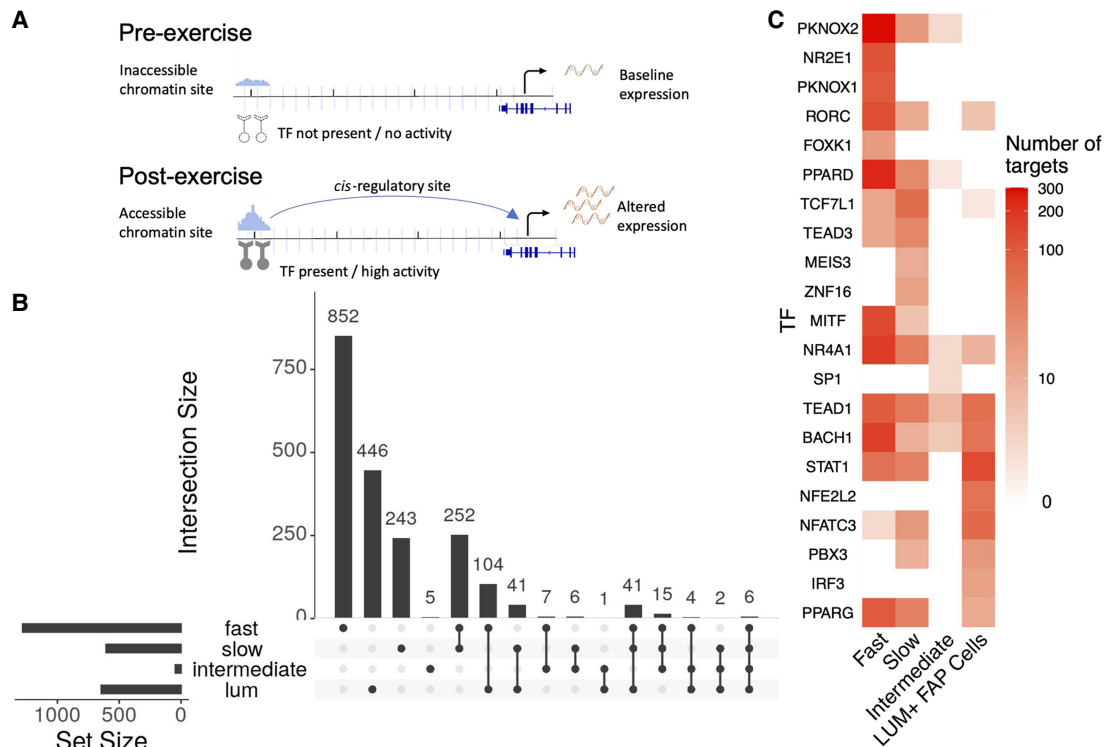 A
Pre-exercise
Inaccessible
chromatin site
Baseline
expression
TF not present / no activity
Post-exercise
cis-regulatory site
Accessible
chromatin site
Altered
expression
TF present / high activity
B
Intersection Size
750
500
250
0
852
446
243
5
252
104
41
7
6
1
41
15
4
2
6
fast
slow
intermediate
lum
1000
500
0
Set Size
C
TF
PKNOX2
NR2E1
PKNOX1
RORC
FOXK1
PPARD
TCF7L1
TEAD3
MEIS3
ZNF16
MITF
NR4A1
SP1
TEAD1
BACH1
STAT1
NFE2L2
NFATC3
PBX3
IRF3
PPARG
Fast
Slow
Intermediate
LUM+ FAP Cells
Number of
targets
300
200
100
10
0